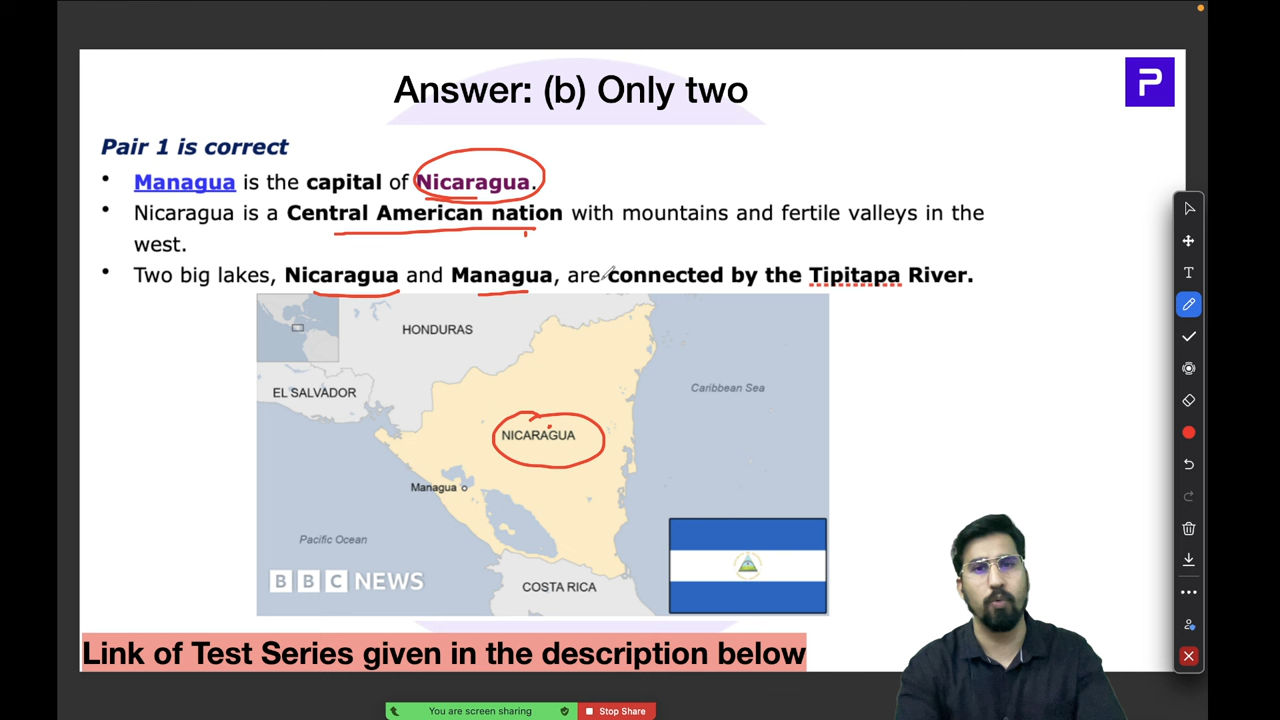 Answer: (b) Only two
P
Pair 1 is correct
• Managua is the capital of Nicaragua.
• Nicaragua is a Central American nation with mountains and fertile valleys in the
west.
• Two big lakes, Nicaragua and Managua, are connected by the Tipitapa River.
HONDURAS
EL SALVADOR
Caribbean Sea
NICARAGUA
Managua
Pacific Ocean
BBC NEWS
COSTA RICA
Link of Test Series given in the description below
T
You are screen sharing
Stop Share